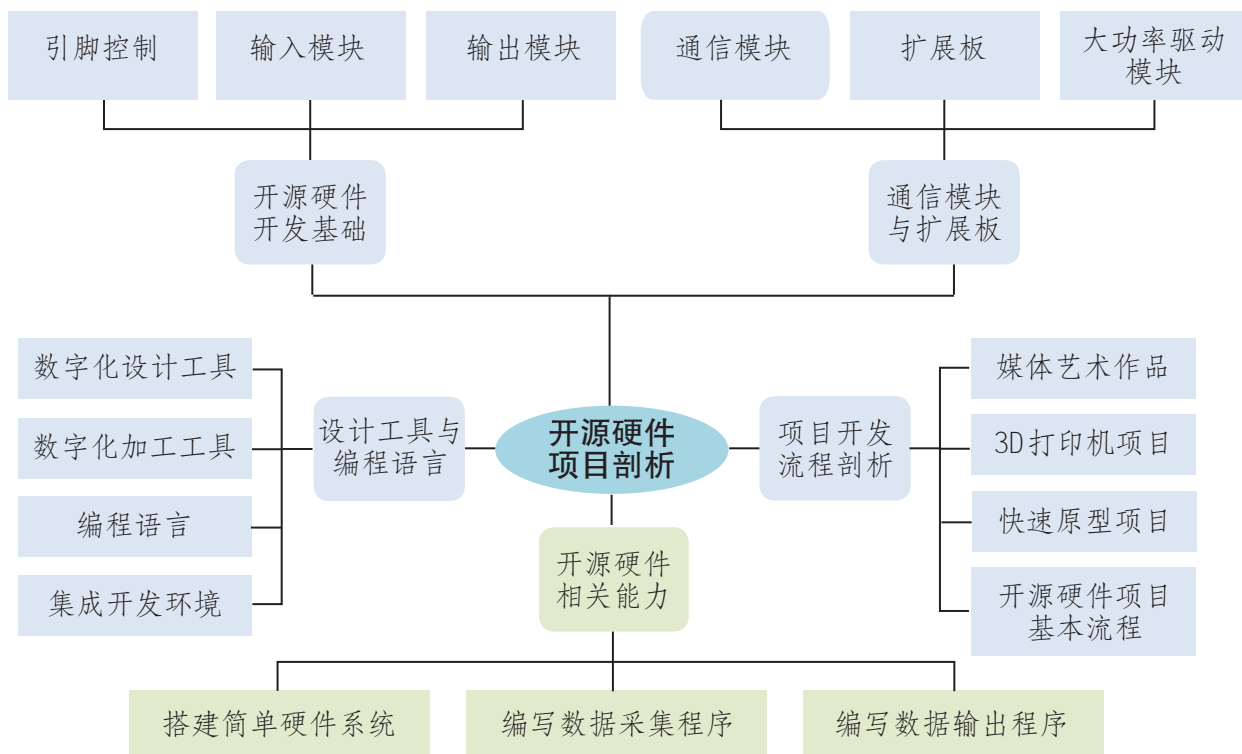 引脚控制
输入模块
输出模块
通信模块
扩展板
大功率驱动
模块
开源硬件
开发基础
通信模块
与扩展板
数字化设计工具
数字化加工工具
编程语言
集成开发环境
设计工具与
编程语言
开源硬件
项目剖析
项目开发
流程剖析
媒体艺术作品
3D打印机项目
快速原型项目
开源硬件项目
基本流程
开源硬件
相关能力
搭建简单硬件系统
编写数据采集程序
编写数据输出程序